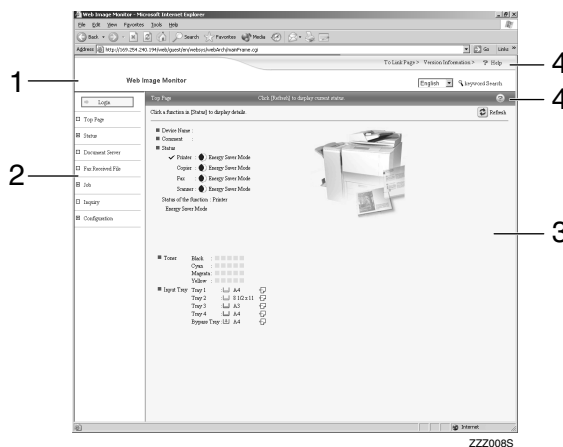 Web Image Monitor - Microsoft Internet Explorer
File Edit View Favorites Tools Help
Back Search Favorites Media
Address http://169.254.240.194/web/guest/en/websys/webArch/mainFrame.cgi Go Links »
To Link Page > Version Information > ? Help 4
1 Web Image Monitor English keyword Search
Login Top Page Click [Refresh] to display current status. ? 4
Click a function in [Status] to display details. Refresh
Top Page
Status
Document Server
Fax Received File
2
Job
Inquiry
Configuration
Device Name :
Comment :
Status
Printer : Energy Saver Mode
Copier : Energy Saver Mode
Fax : Energy Saver Mode
Scanner : Energy Saver Mode
Status of the function : Printer
Energy Saver Mode
3
Toner Black :
Cyan :
Magenta :
Yellow :
Input Tray Tray 1 : A4
Tray 2 : 8 1/2 x 11
Tray 3 : A3
Tray 4 : A4
Bypass Tray : A4
Internet
ZZZ008S